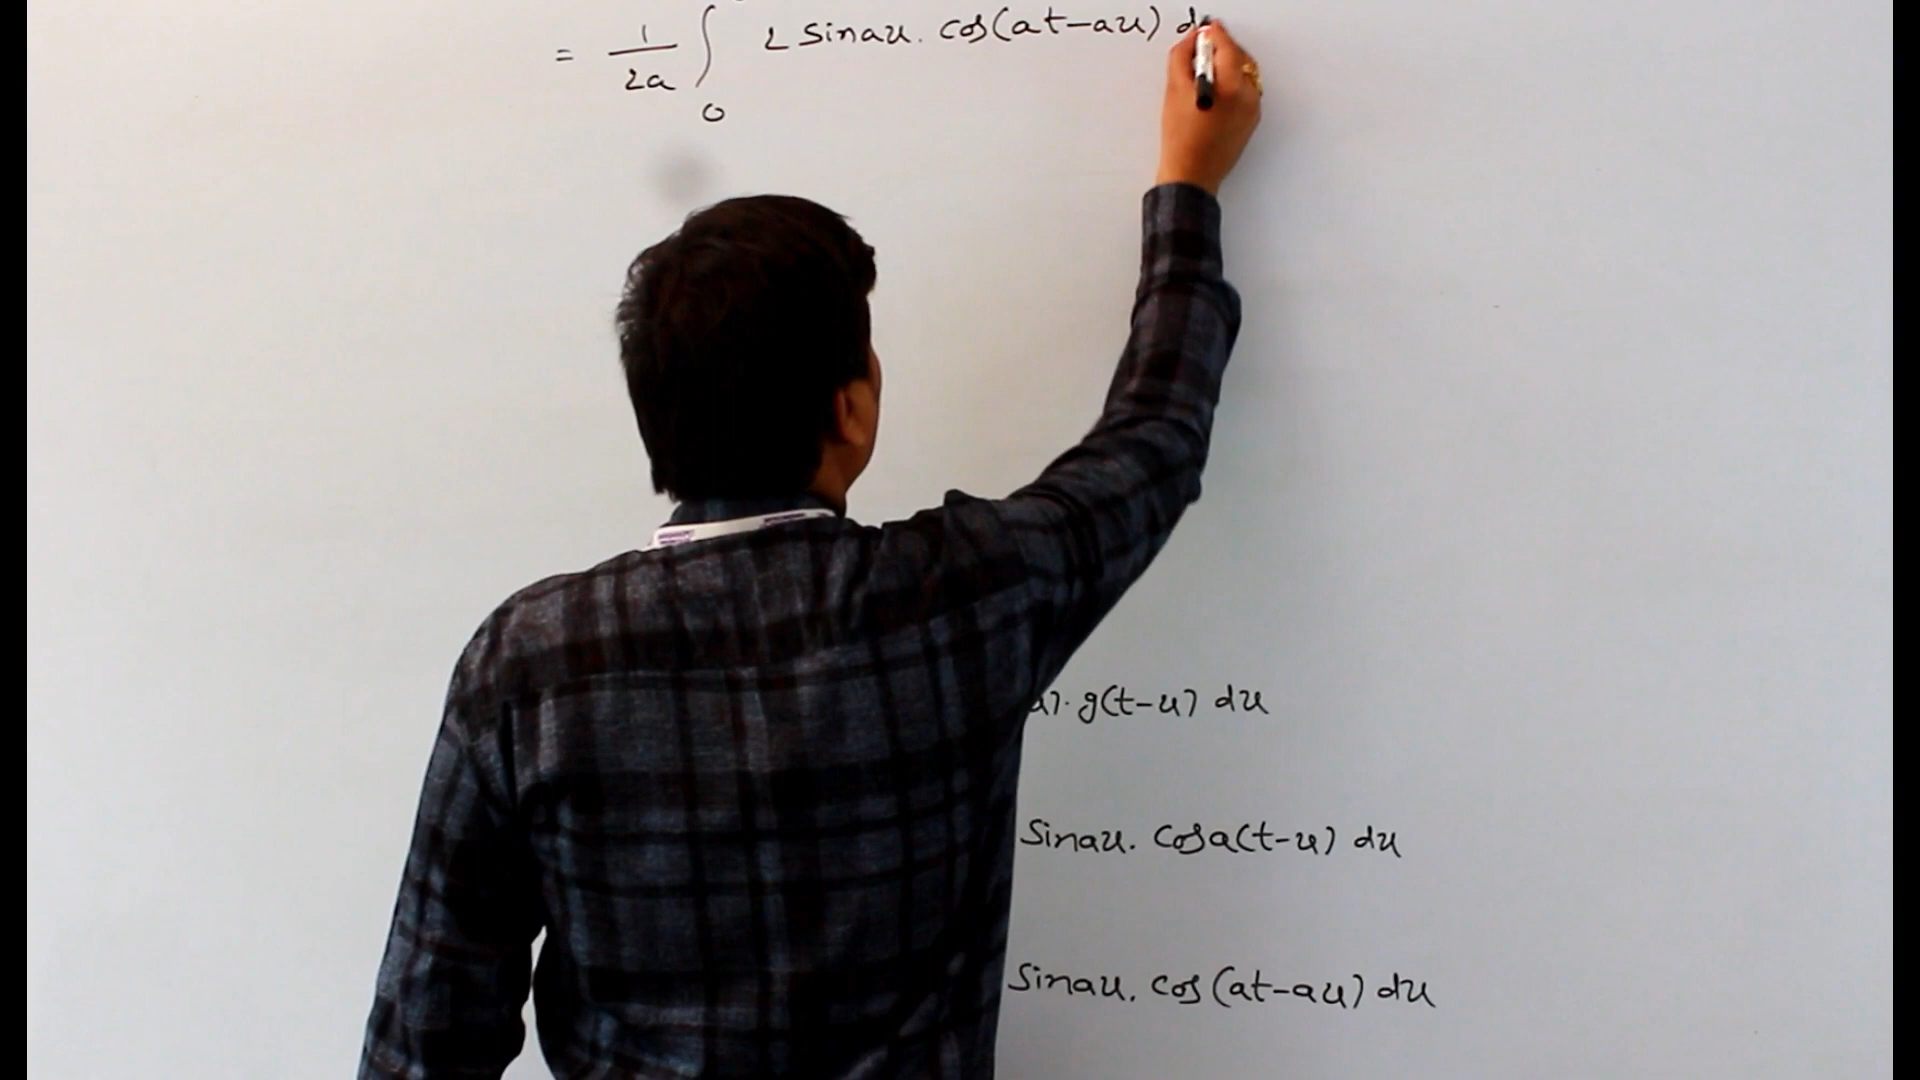 = 1/2a ∫₀ 2 Sinau. cos(at-au) d
g(t-u) du
Sinau. Cosa(t-u) du
Sinau. cos(at-au) du